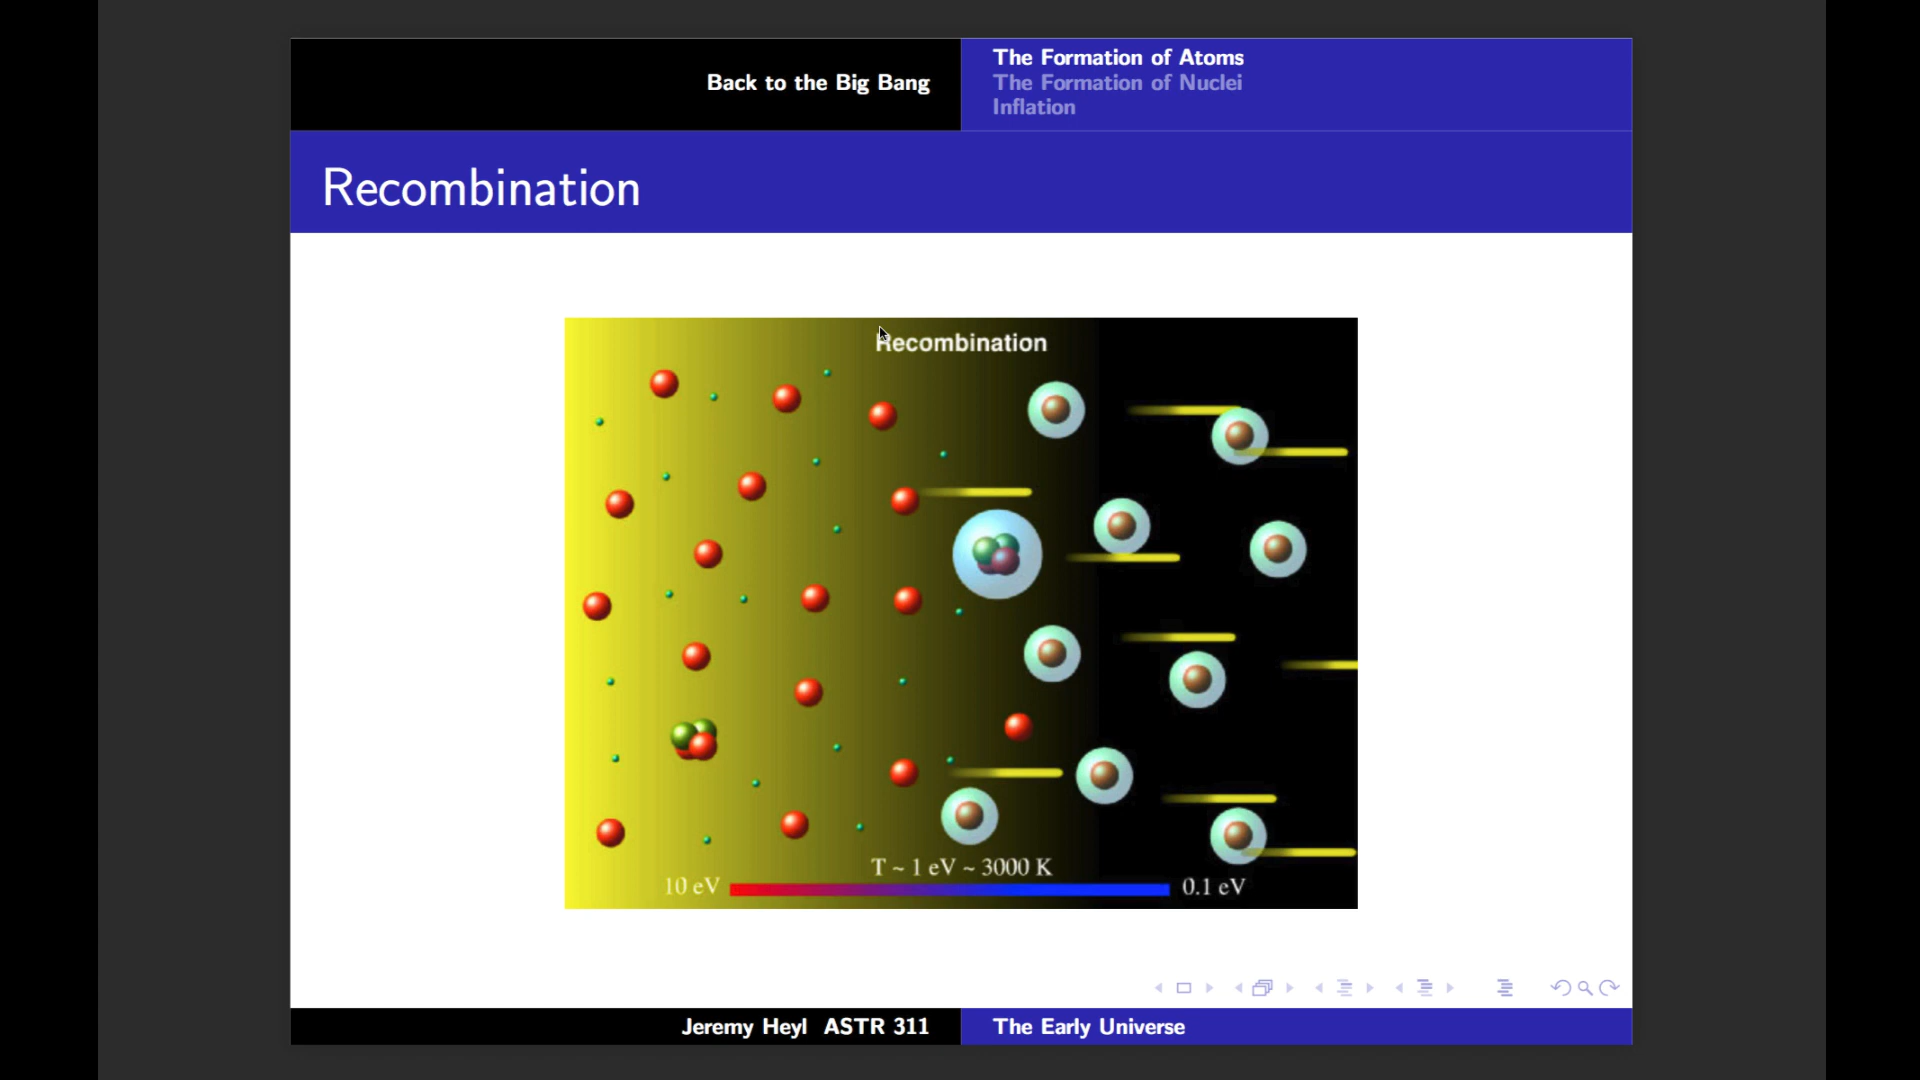 Back to the Big Bang
The Formation of Atoms
The Formation of Nuclei
Inflation
Recombination
Recombination
T ~ 1 eV ~ 3000 K
10 eV
0.1 eV
Jeremy Heyl ASTR 311
The Early Universe